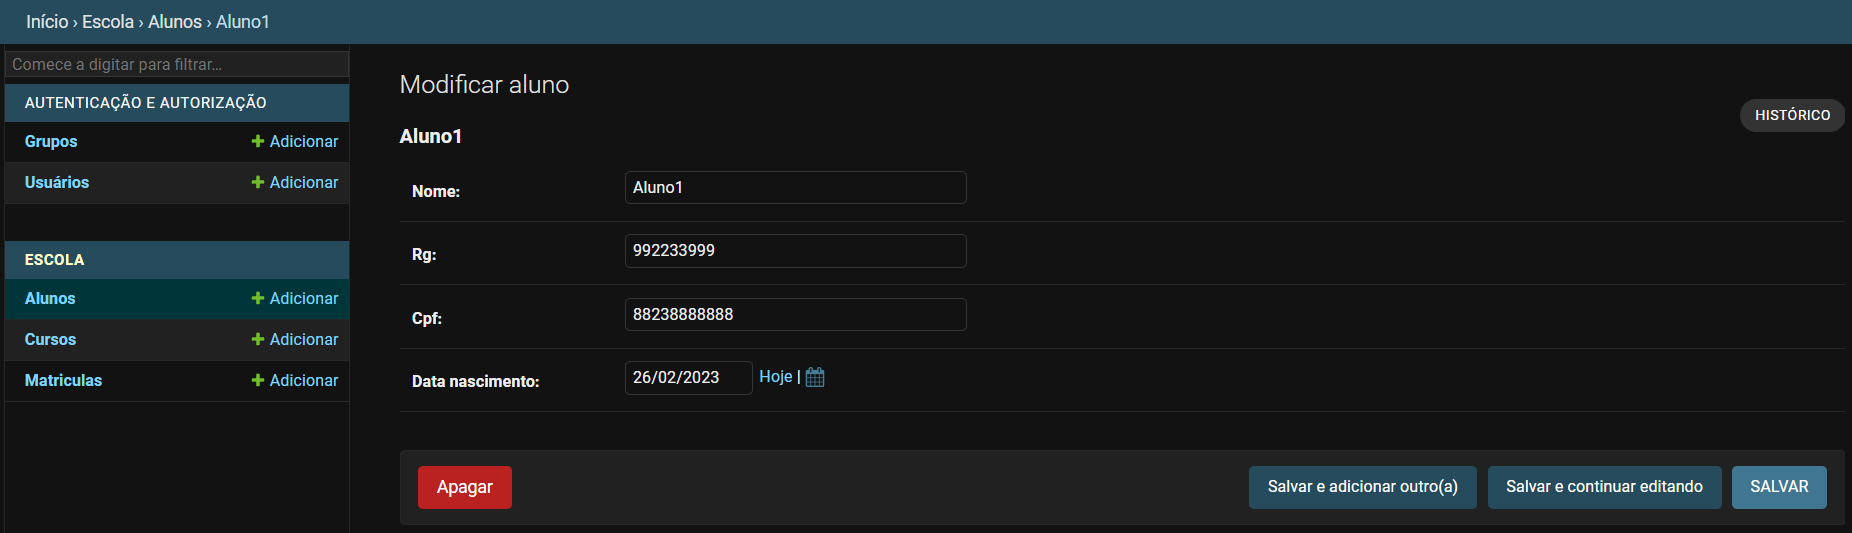 Início › Escola › Alunos › Aluno1
Comece a digitar para filtrar…
AUTENTICAÇÃO E AUTORIZAÇÃO
Grupos Adicionar
Usuários Adicionar
ESCOLA
Alunos Adicionar
Cursos Adicionar
Matriculas Adicionar
Modificar aluno
HISTÓRICO
Aluno1
Nome: Aluno1
Rg: 992233999
Cpf: 88238888888
Data nascimento: 26/02/2023 Hoje |
Apagar Salvar e adicionar outro(a) Salvar e continuar editando SALVAR